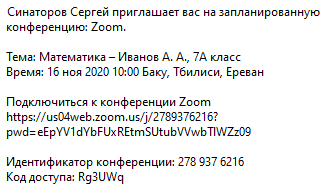 Синаторов Сергей приглашает вас на запланированную
конференцию: Zoom.
Тема: Математика – Иванов А. А., 7А класс
Время: 16 ноя 2020 10:00 Баку, Тбилиси, Ереван
Подключиться к конференции Zoom
https://us04web.zoom.us/j/2789376216?
pwd=eEpYV1dYbFUxREtmSUtubVVwbTlWZz09
Идентификатор конференции: 278 937 6216
Код доступа: Rg3UWq